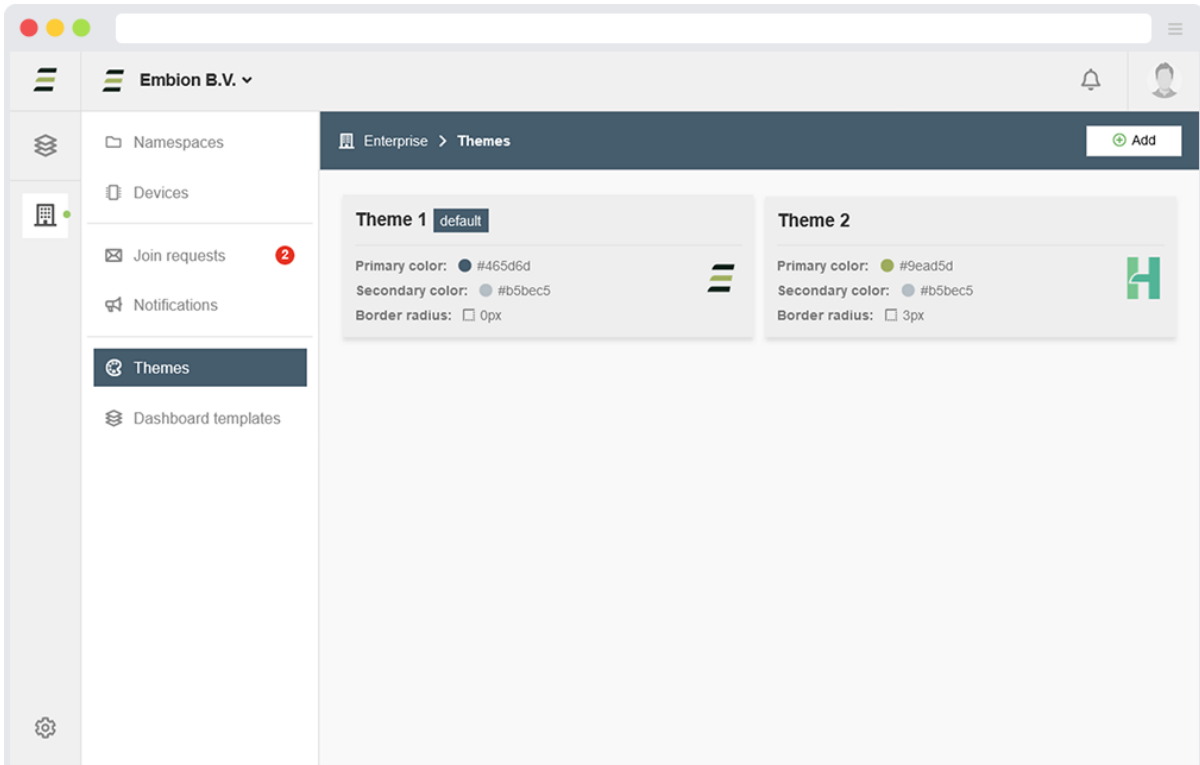 Embion B.V.
Namespaces
Devices
Join requests 2
Notifications
Themes
Dashboard templates
Enterprise > Themes
Add
Theme 1 default
Primary color: #465d6d
Secondary color: #b5bec5
Border radius: 0px
Theme 2
Primary color: #9ead5d
Secondary color: #b5bec5
Border radius: 3px